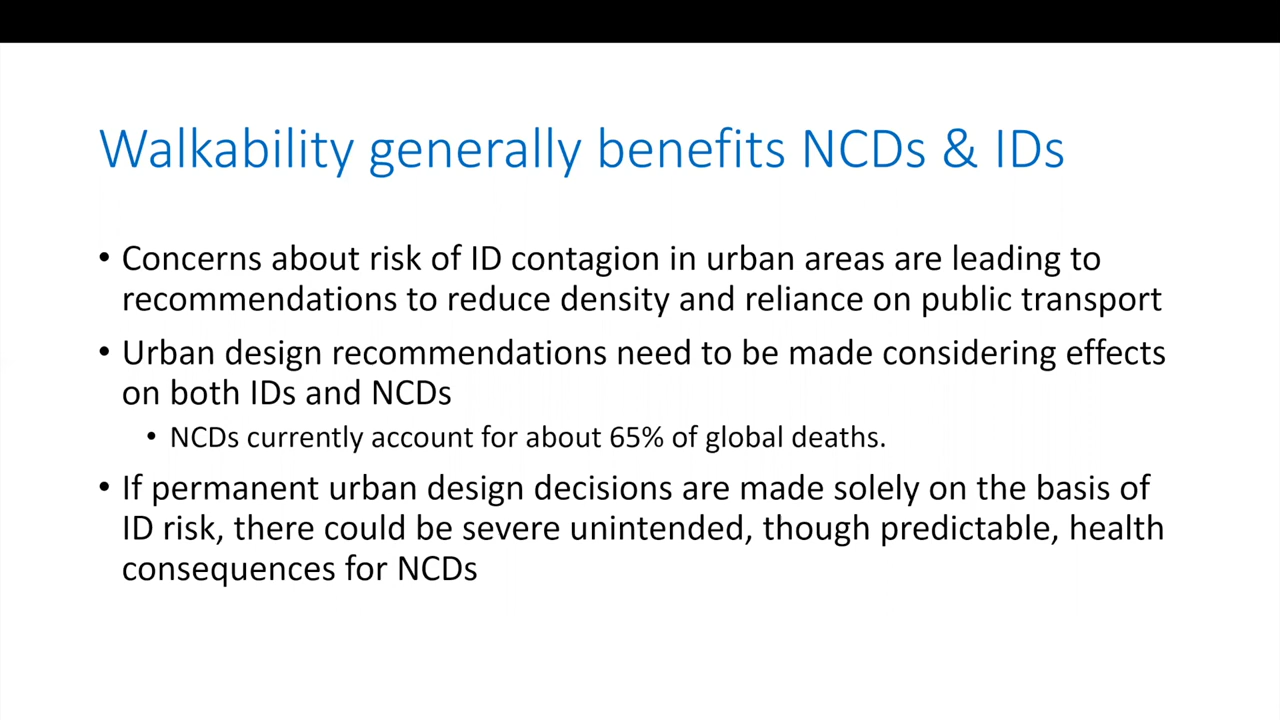 Walkability generally benefits NCDs & IDs
• Concerns about risk of ID contagion in urban areas are leading to
recommendations to reduce density and reliance on public transport
• Urban design recommendations need to be made considering effects
on both IDs and NCDs
• NCDs currently account for about 65% of global deaths.
• If permanent urban design decisions are made solely on the basis of
ID risk, there could be severe unintended, though predictable, health
consequences for NCDs